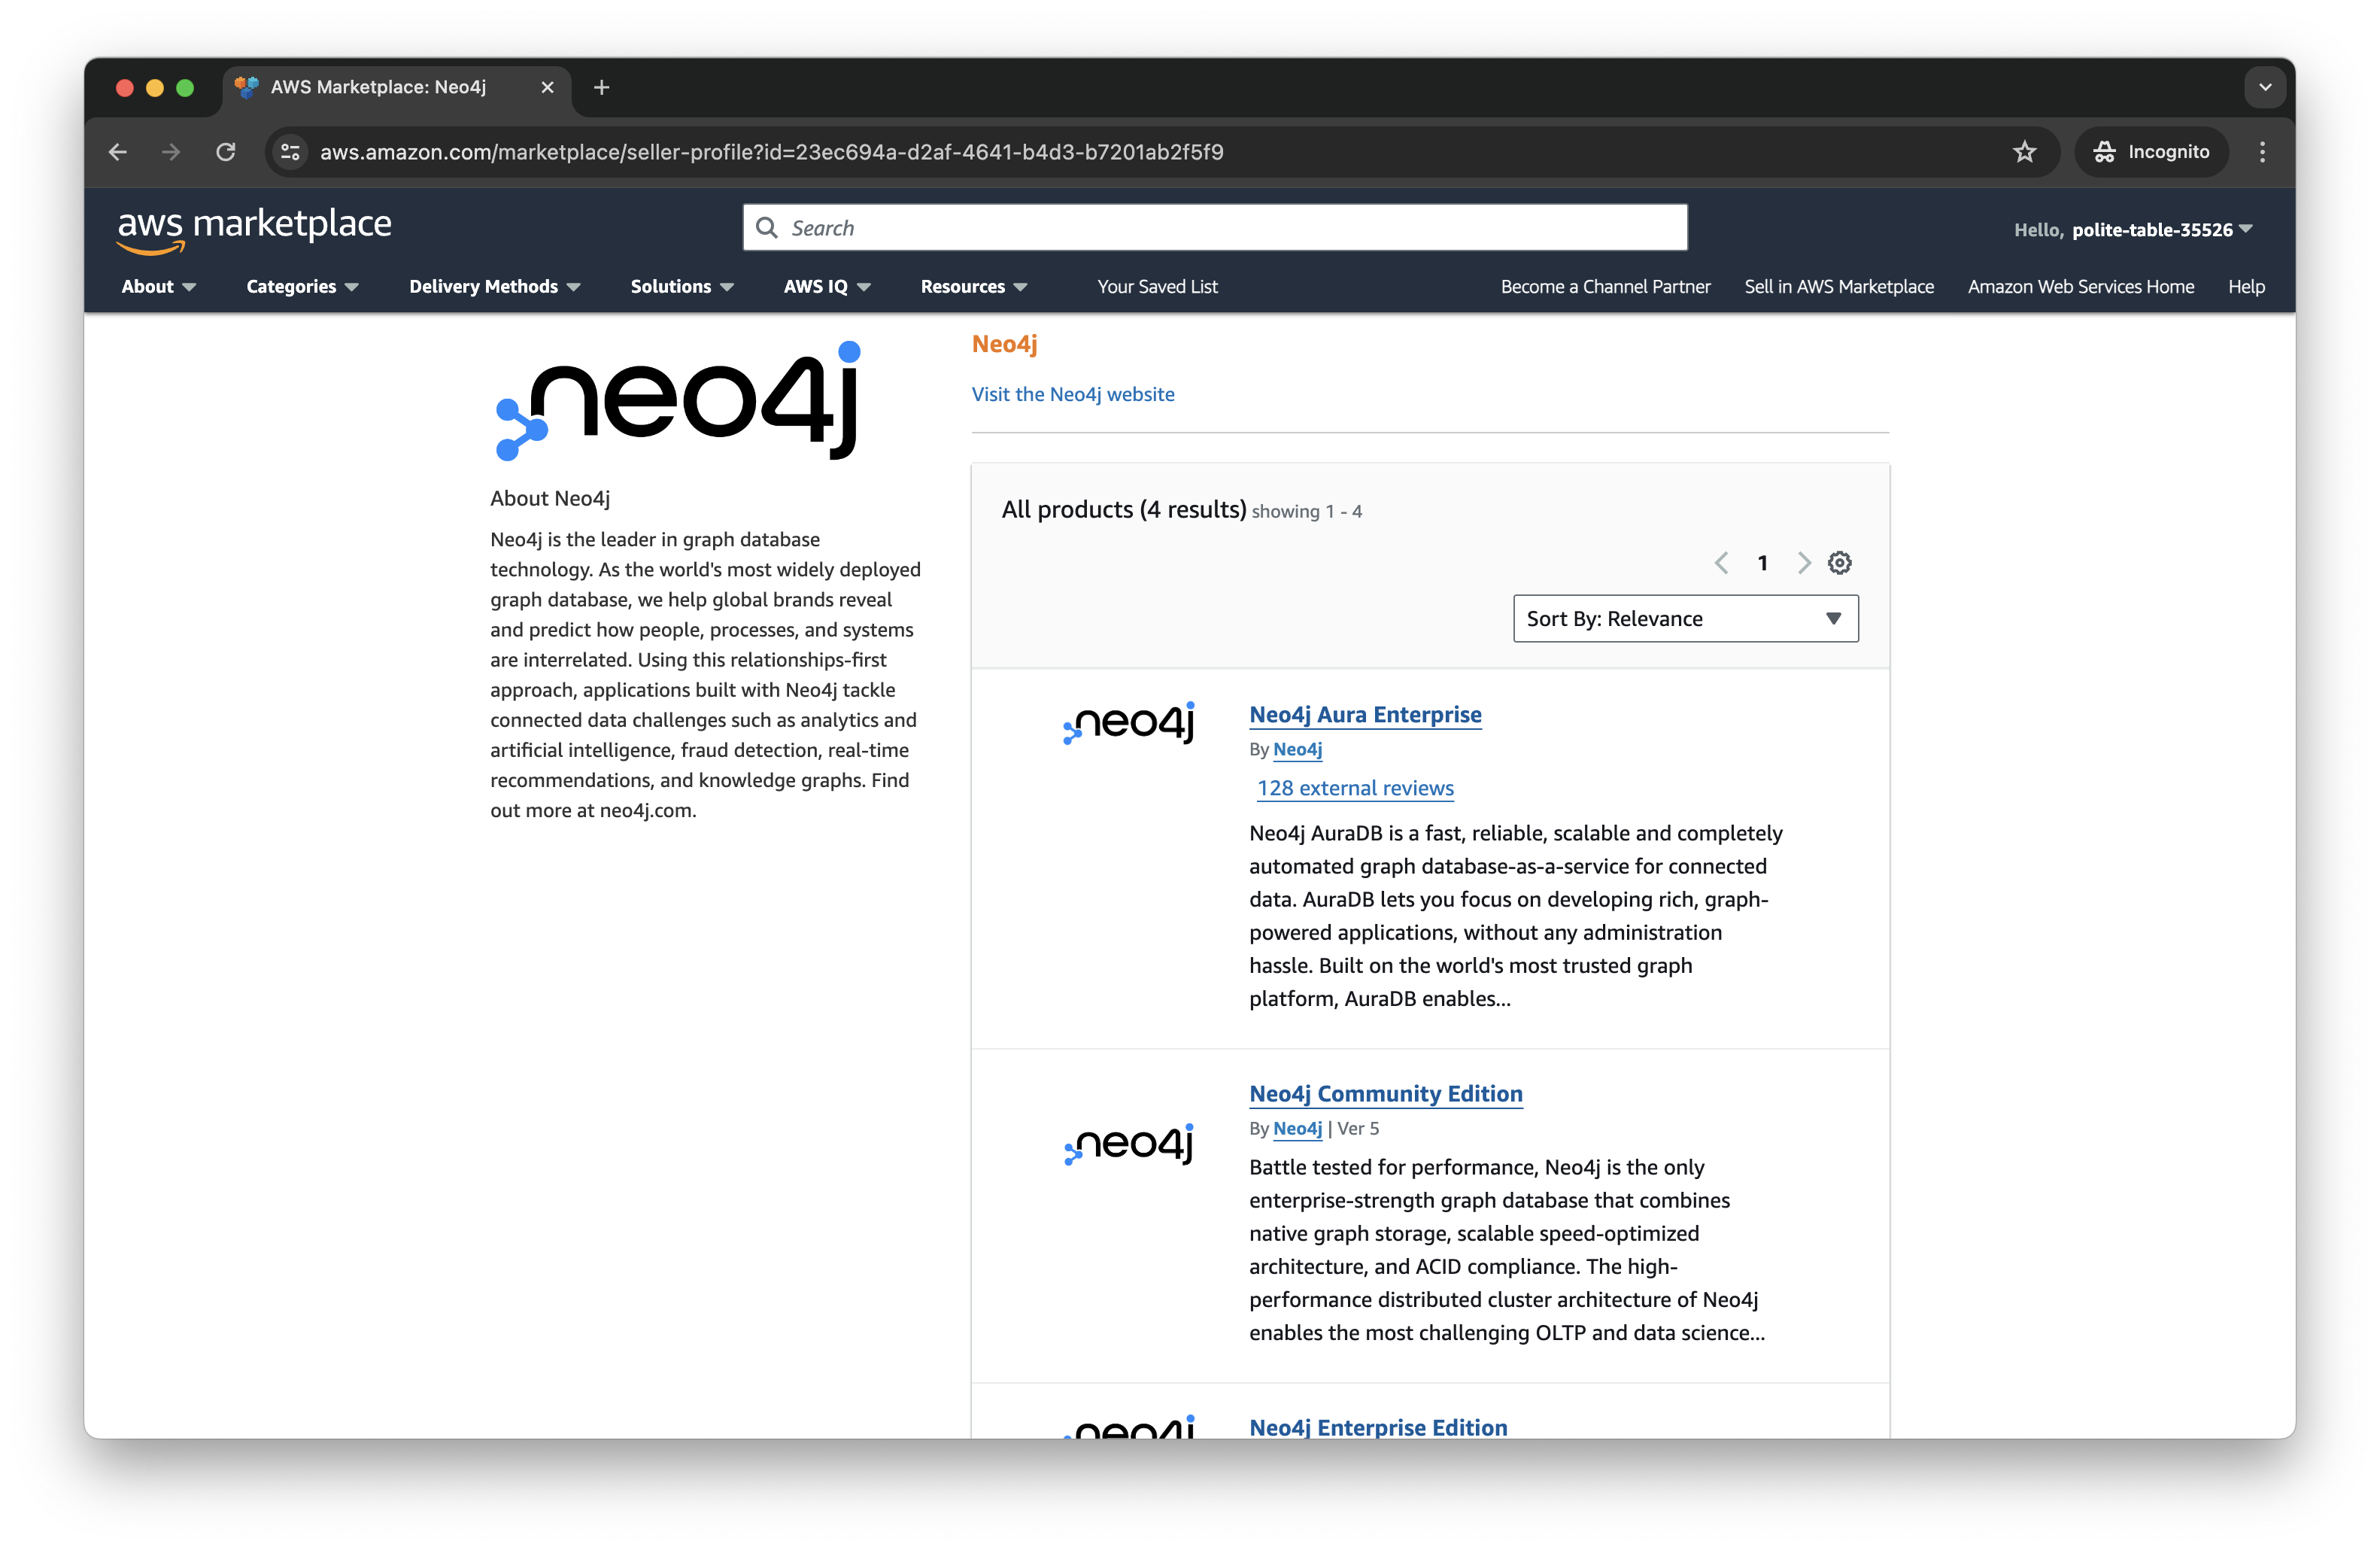 AWS Marketplace: Neo4j
aws.amazon.com/marketplace/seller-profile?id=23ec694a-d2af-4641-b4d3-b7201ab2f5f9
Incognito
aws marketplace
Search
Hello, polite-table-35526
About
Categories
Delivery Methods
Solutions
AWS IQ
Resources
Your Saved List
Become a Channel Partner
Sell in AWS Marketplace
Amazon Web Services Home
Help
neo4j
About Neo4j
Neo4j is the leader in graph database
technology. As the world's most widely deployed
graph database, we help global brands reveal
and predict how people, processes, and systems
are interrelated. Using this relationships-first
approach, applications built with Neo4j tackle
connected data challenges such as analytics and
artificial intelligence, fraud detection, real-time
recommendations, and knowledge graphs. Find
out more at neo4j.com.
Neo4j
Visit the Neo4j website
All products (4 results) showing 1 - 4
1
Sort By: Relevance
neo4j
Neo4j Aura Enterprise
By Neo4j
128 external reviews
Neo4j AuraDB is a fast, reliable, scalable and completely
automated graph database-as-a-service for connected
data. AuraDB lets you focus on developing rich, graph-
powered applications, without any administration
hassle. Built on the world's most trusted graph
platform, AuraDB enables...
neo4j
Neo4j Community Edition
By Neo4j | Ver 5
Battle tested for performance, Neo4j is the only
enterprise-strength graph database that combines
native graph storage, scalable speed-optimized
architecture, and ACID compliance. The high-
performance distributed cluster architecture of Neo4j
enables the most challenging OLTP and data science...
neo4j
Neo4j Enterprise Edition